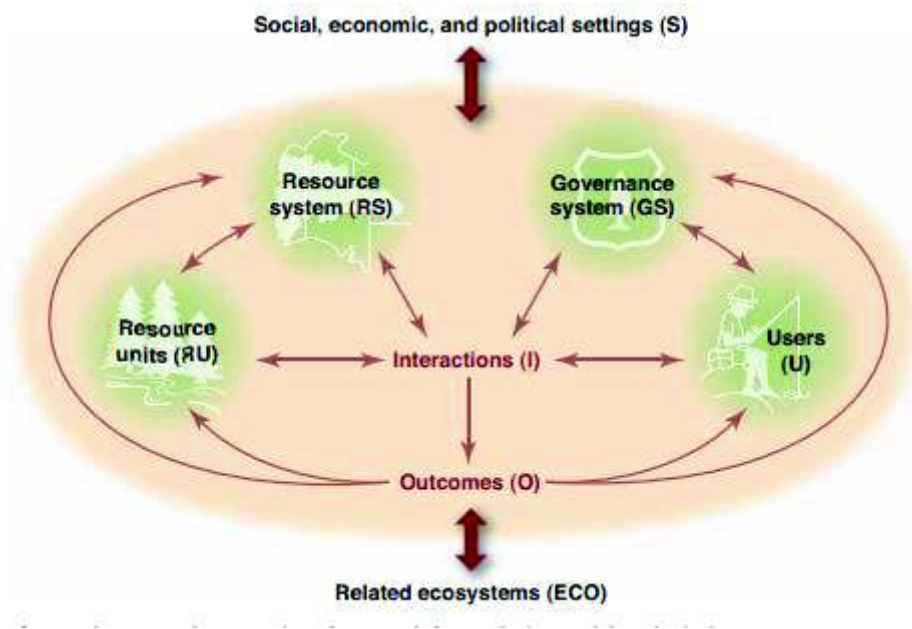 Social, economic, and political settings (S)
Resource
system (RS)
Governance
system (GS)
Resource
units (ЯU)
Interactions (I)
Users
(U)
Outcomes (O)
Related ecosystems (ECO)